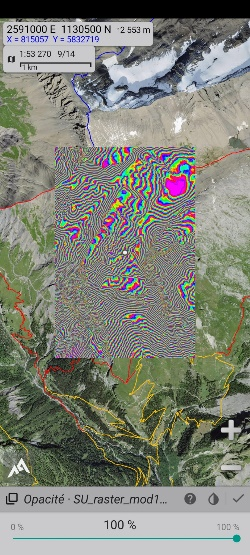 2591000 E 1130500 N ~2 553 m
X = 815057 Y = 5832719
1:53 270 9/14
1 km
Opacité · SU_raster_mod1...
0 % 100 % 100 %